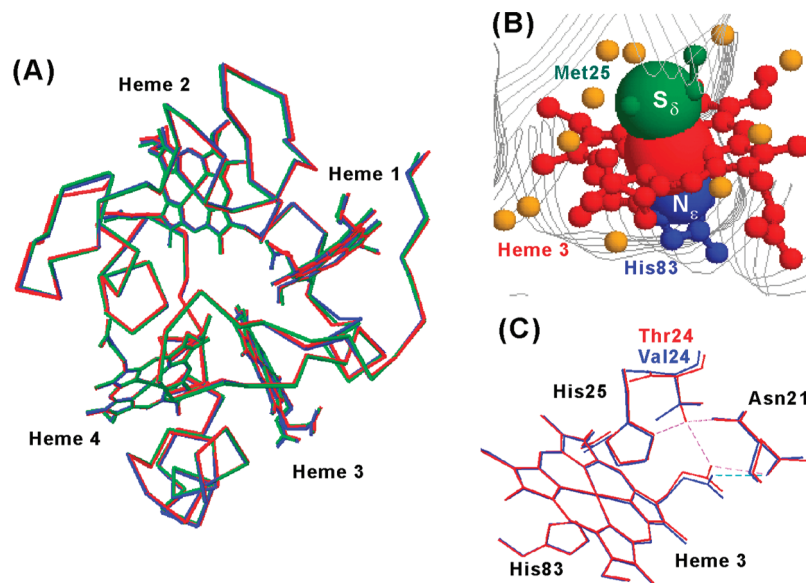 (A)
Heme 2
Heme 1
Heme 4
Heme 3
(B)
Met25
Sδ
Nε
Heme 3
His83
(C)
Thr24
Val24
His25
Asn21
His83
Heme 3